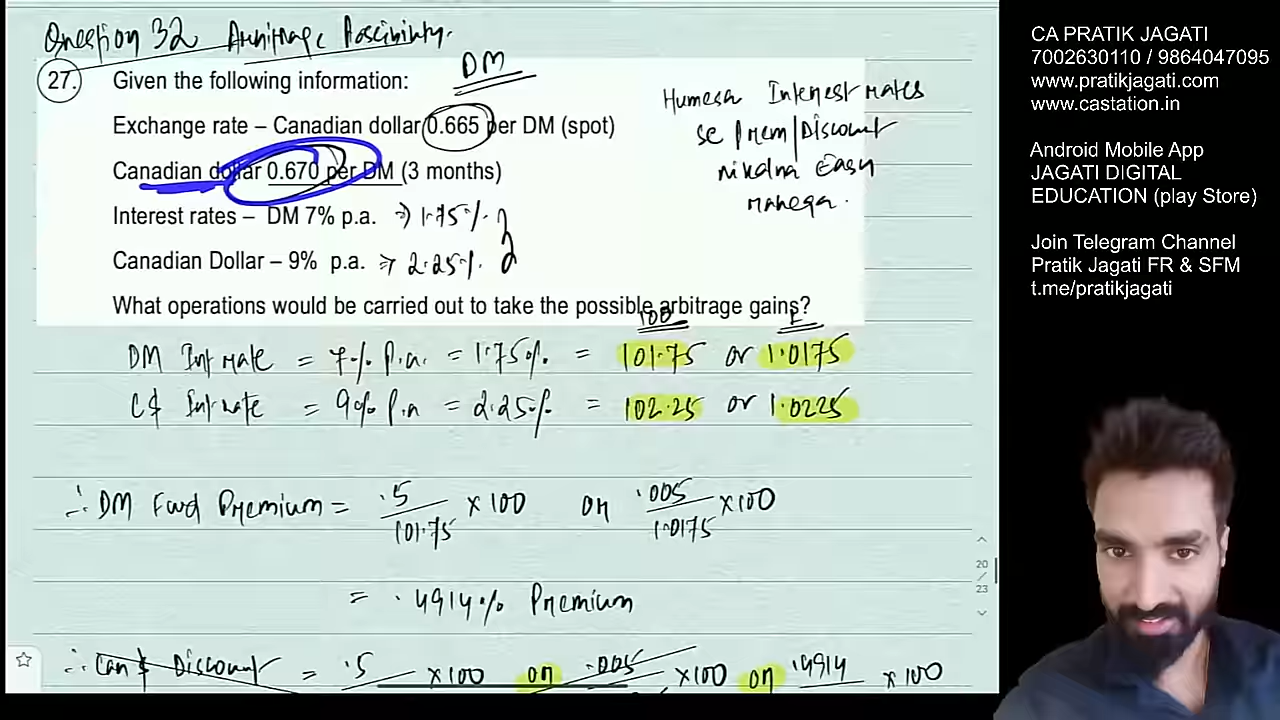 Question 32 Arbitrage Possibility.
27. Given the following information:
DM
Exchange rate – Canadian dollar 0.665 per DM (spot)
Canadian dollar 0.670 per DM (3 months)
Interest rates – DM 7% p.a. ⇒ 1.75%
Canadian Dollar – 9% p.a. ⇒ 2.25%.
What operations would be carried out to take the possible arbitrage gains?
Humesa Interest rates
se Prem/Discount
nikalna Easy
rahega.
100 1
DM Int rate = 7% P.a. = 1.75% = 101.75 or 1.0175
C$ Int rate = 9% P.a = 2.25% = 102.25 or 1.0225
∴ DM Fwd Premium = .5/101.75 × 100 or .005/1.0175 × 100
= .4914% Premium
∴ Can $ Discount = .5 × 100 or .005 × 100 or .4914 × 100
20
/
23
CA PRATIK JAGATI
7002630110 / 9864047095
www.pratikjagati.com
www.castation.in
Android Mobile App
JAGATI DIGITAL
EDUCATION (play Store)
Join Telegram Channel
Pratik Jagati FR & SFM
t.me/pratikjagati